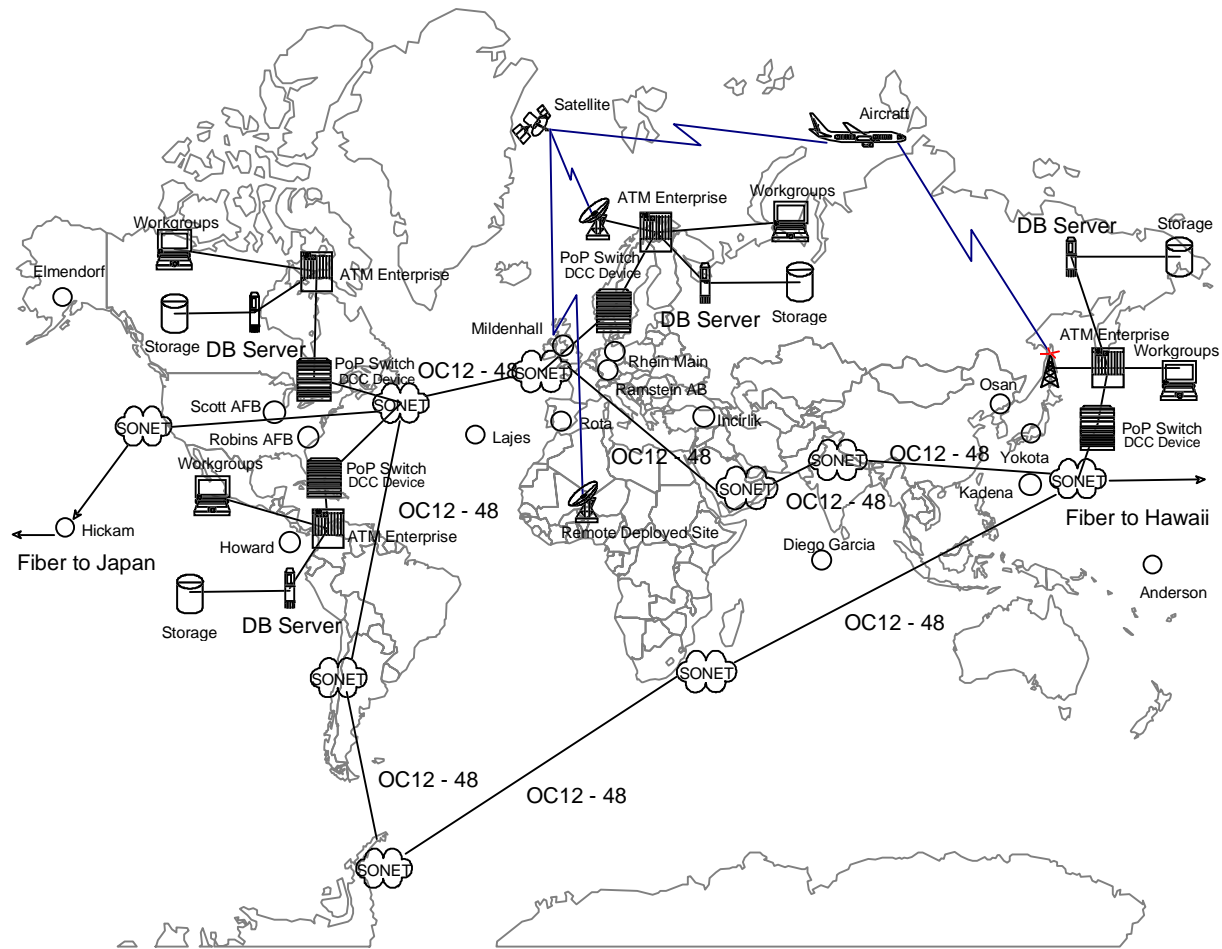 Satellite
Aircraft
ATM Enterprise
Workgroups
Workgroups
DB Server
Storage
PoP Switch
DCC Device
Elmendorf
ATM Enterprise
Storage
DB Server
DB Server
Storage
Mildenhall
ATM Enterprise
Workgroups
PoP Switch
DCC Device
OC12 - 48
SONET
Rhein Main
Ramstein AB
Osan
Scott AFB
SONET
SONET
Robins AFB
Lajes
Rota
Incirlik
PoP Switch
DCC Device
Workgroups
PoP Switch
DCC Device
OC12 - 48
SONET
SONET
OC12 - 48
OC12 - 48
Yokota
Kadena
SONET
OC12 - 48
Hickam
Fiber to Japan
Howard
ATM Enterprise
Remote Deployed Site
Diego Garcia
Fiber to Hawaii
Anderson
Storage
DB Server
OC12 - 48
SONET
SONET
OC12 - 48
OC12 - 48
SONET